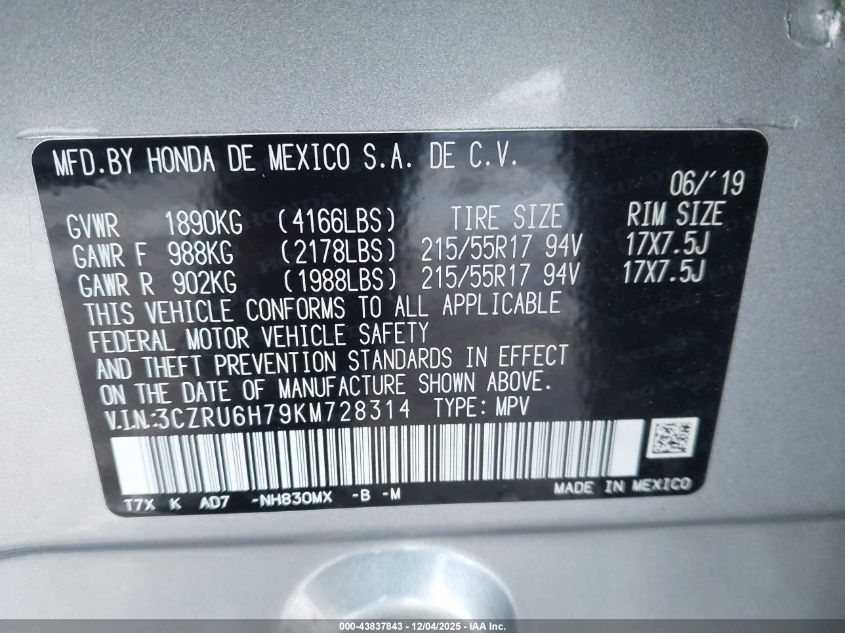 MFD.BY HONDA DE MEXICO S.A. DE C.V.
06/'19
GVWR 1890KG (4166LBS) TIRE SIZE RIM SIZE
GAWR F 988KG (2178LBS) 215/55R17 94V 17X7.5J
GAWR R 902KG (1988LBS) 215/55R17 94V 17X7.5J
THIS VEHICLE CONFORMS TO ALL APPLICABLE
FEDERAL MOTOR VEHICLE SAFETY
AND THEFT PREVENTION STANDARDS IN EFFECT
ON THE DATE OF MANUFACTURE SHOWN ABOVE.
V.I.N.:3CZRU6H79KM728314 TYPE: MPV
T7X K AD7 -NH830MX -B -M MADE IN MEXICO
000-43837843 - 12/04/2025 - IAA Inc.